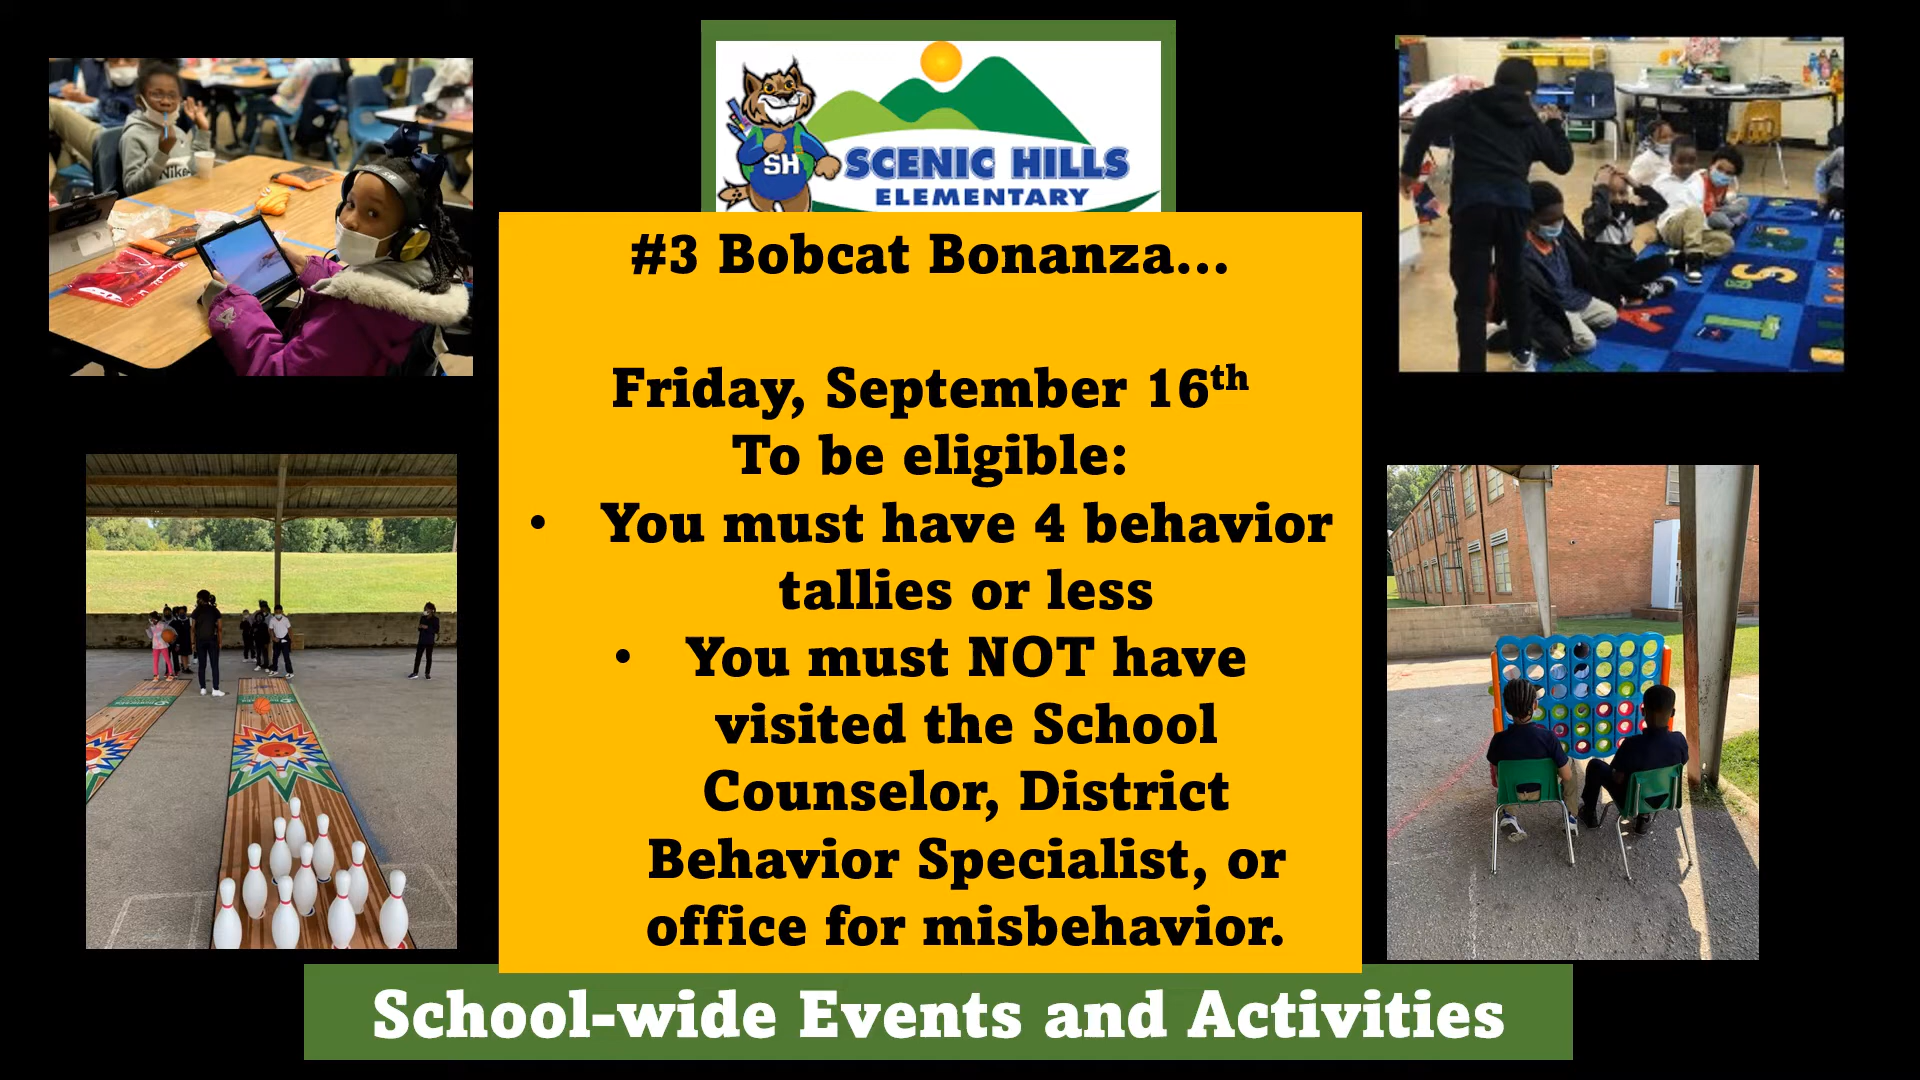 SH
SCENIC HILLS
ELEMENTARY
Nike
#3 Bobcat Bonanza...
Friday, September 16th
To be eligible:
• You must have 4 behavior
tallies or less
• You must NOT have
visited the School
Counselor, District
Behavior Specialist, or
office for misbehavior.
School-wide Events and Activities